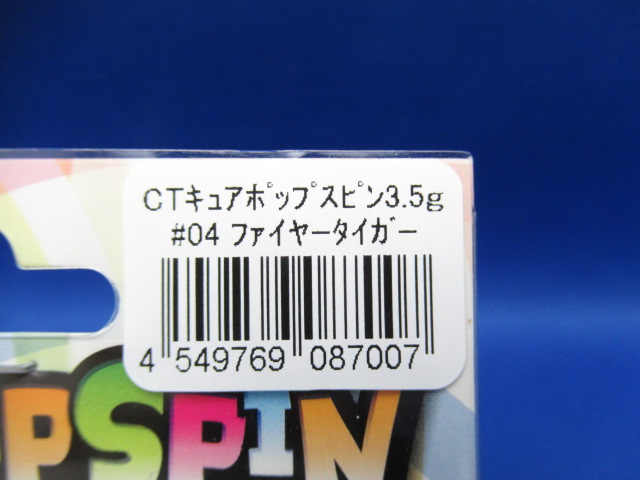 CTｷｭｱﾎﾟｯﾌﾟｽﾋﾟﾝ3.5g
#04 ﾌｧｲﾔｰﾀｲｶﾞｰ
4 549769 087007
PSPIN